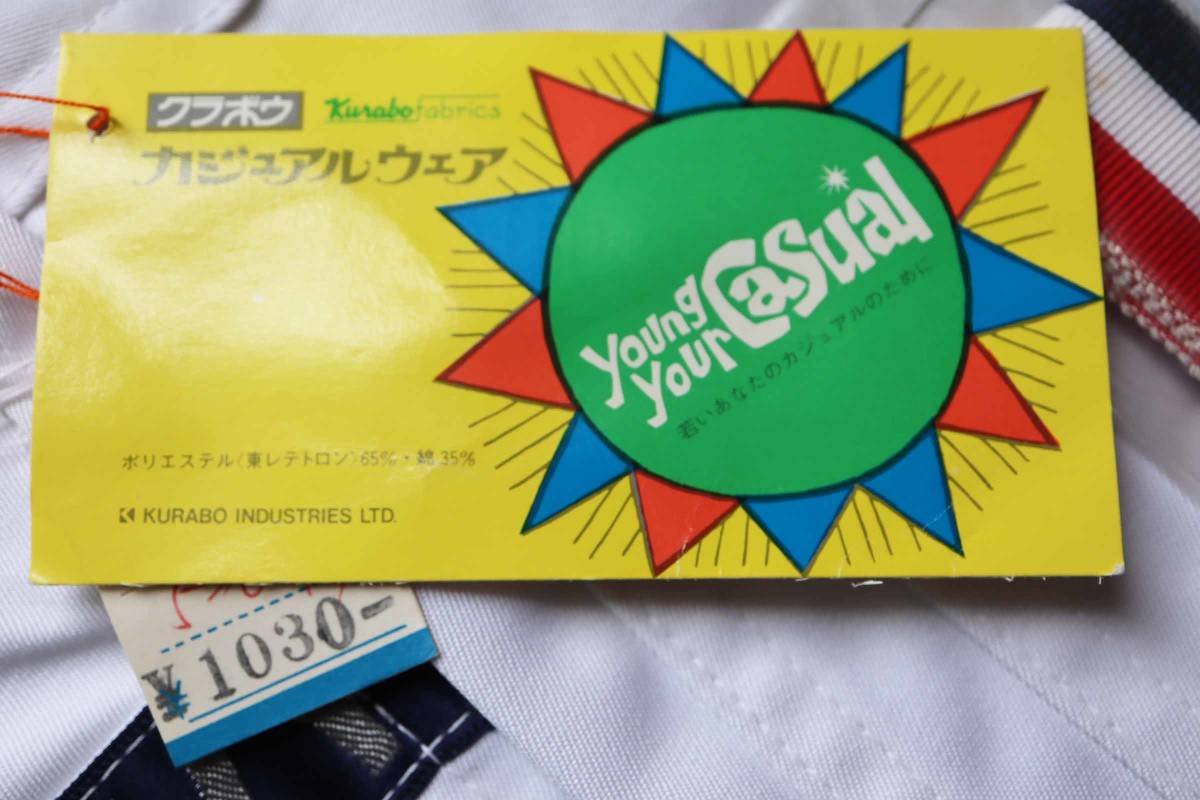 クラボウ Kurabo fabrics
カジュアルウェア
Young
Your Casual
若いあなたのカジュアルのために
ポリエステル〈東レテトロン〉65%・綿35%
KURABO INDUSTRIES LTD.
¥1030-